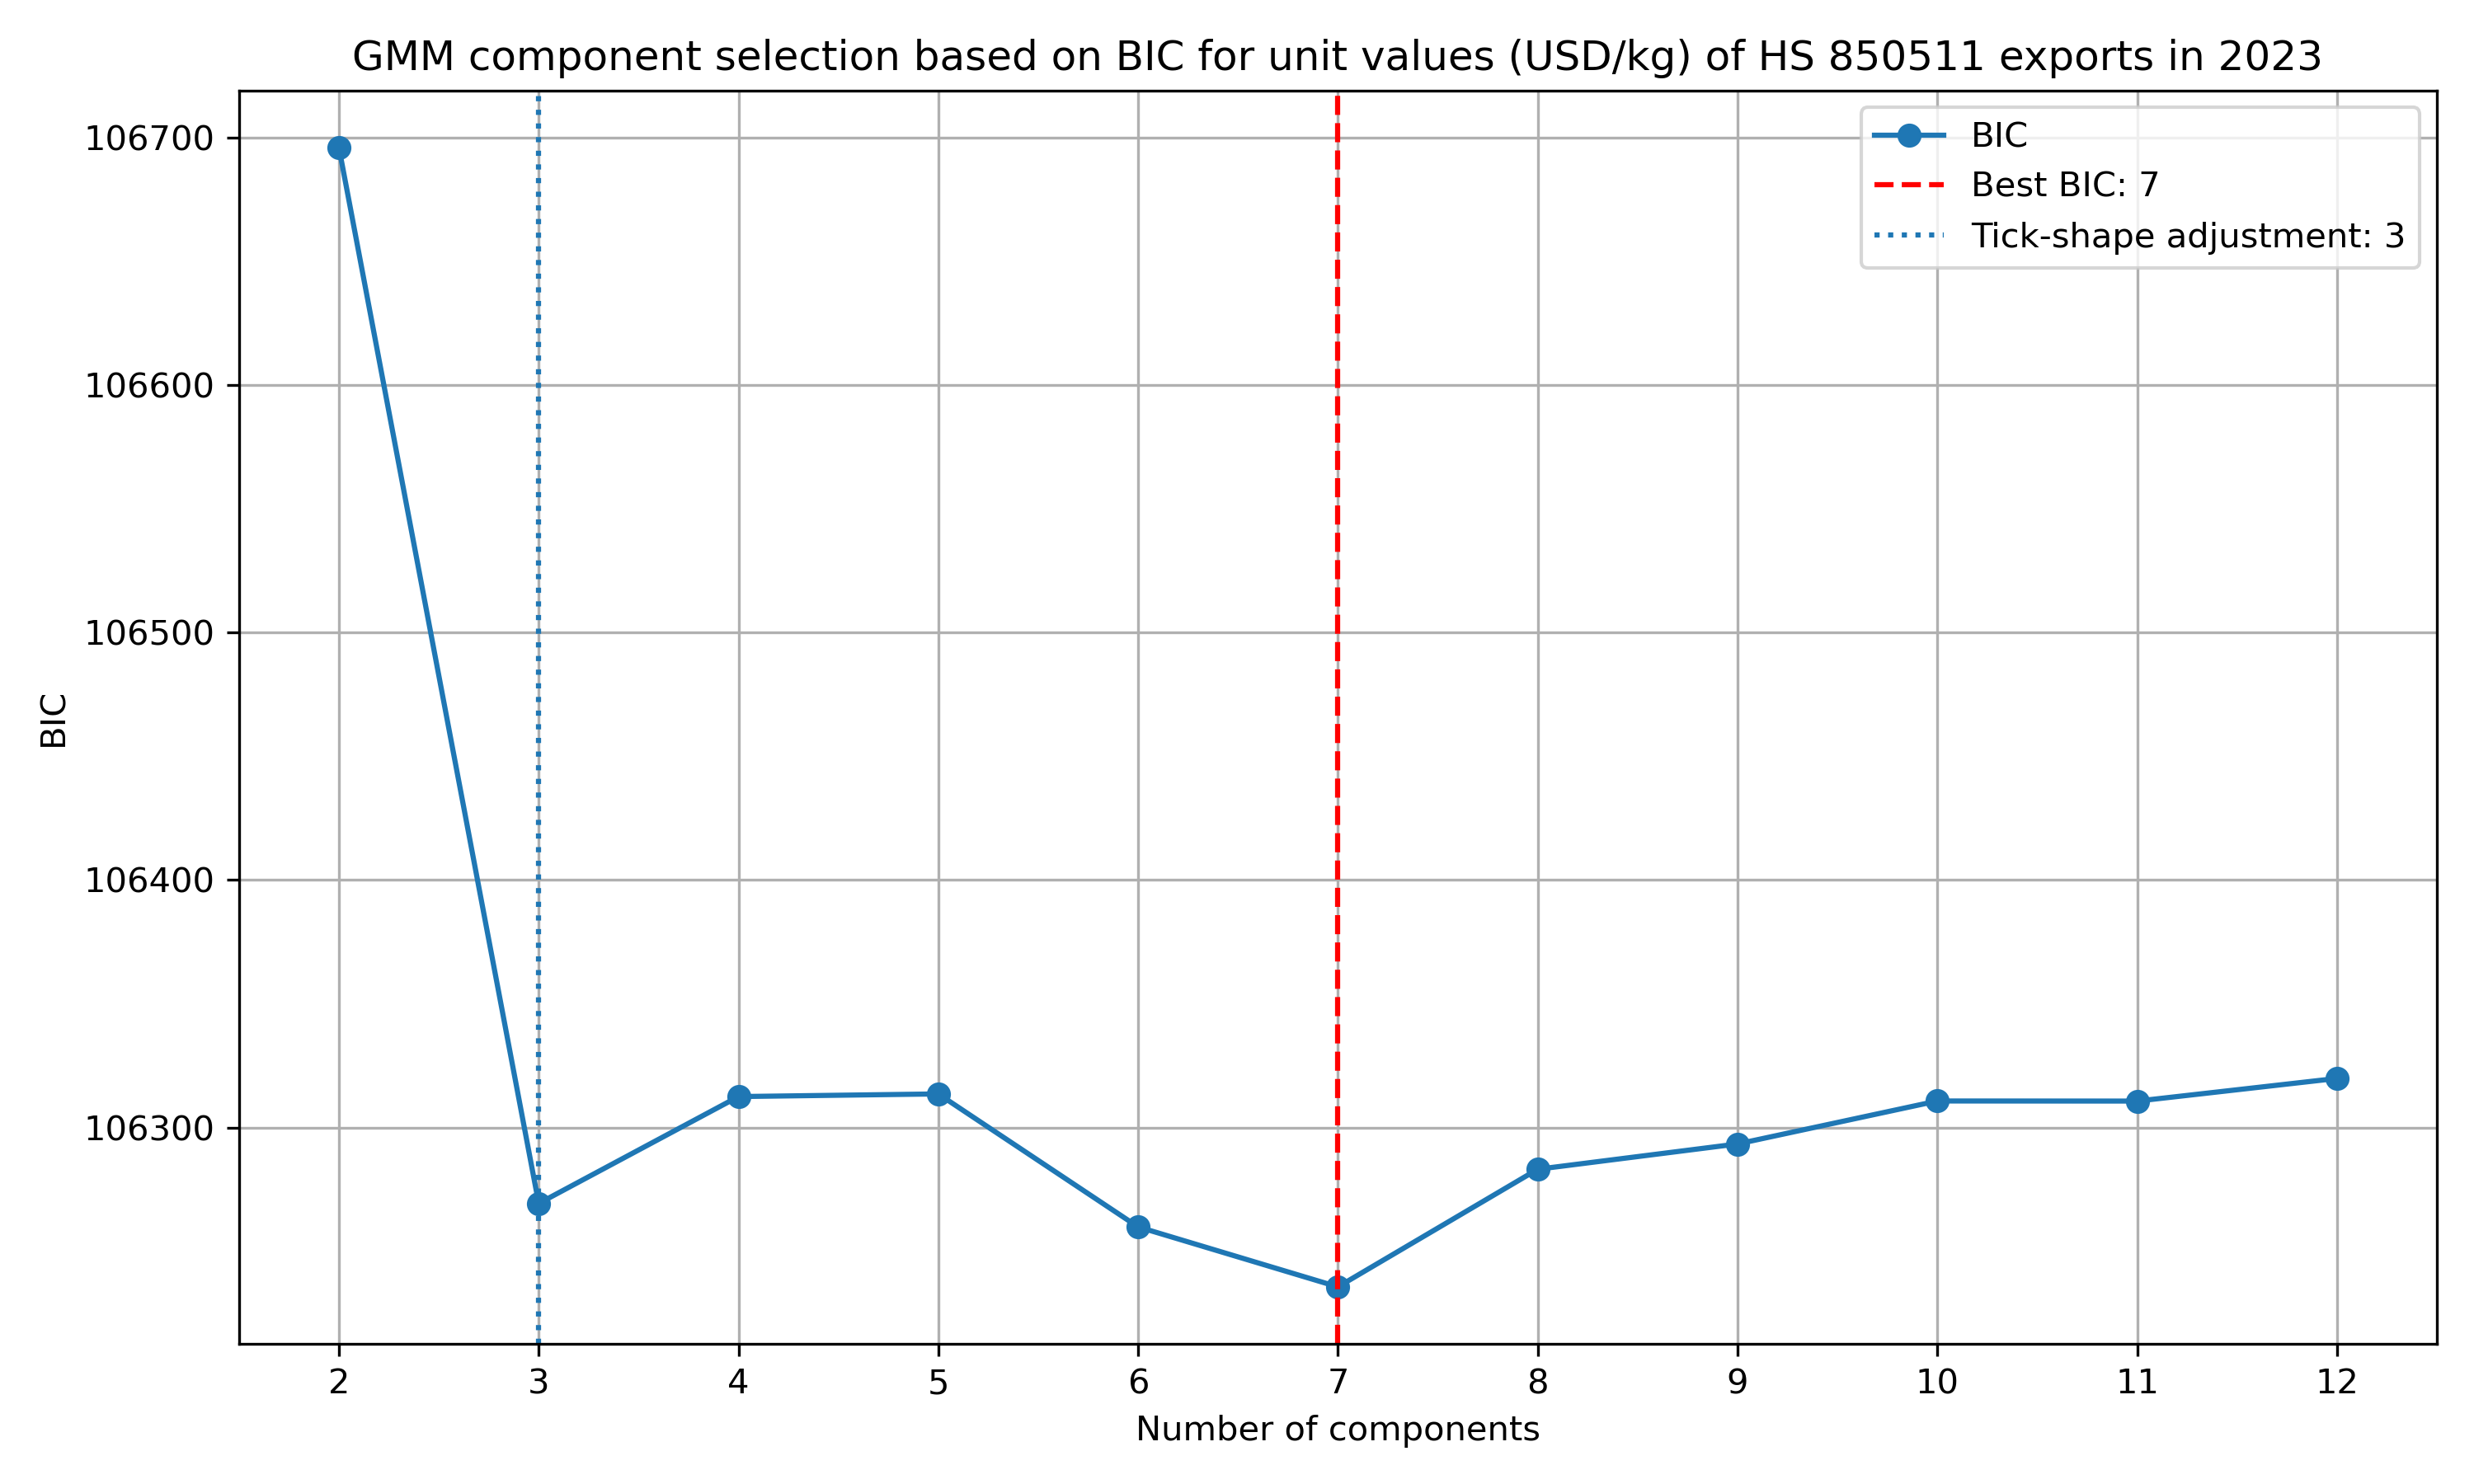 GMM component selection based on BIC for unit values (USD/kg) of HS 850511 exports in 2023
BIC
Best BIC: 7
Tick-shape adjustment: 3
106700
106600
106500
106400
106300
BIC
2 3 4 5 6 7 8 9 10 11 12
Number of components